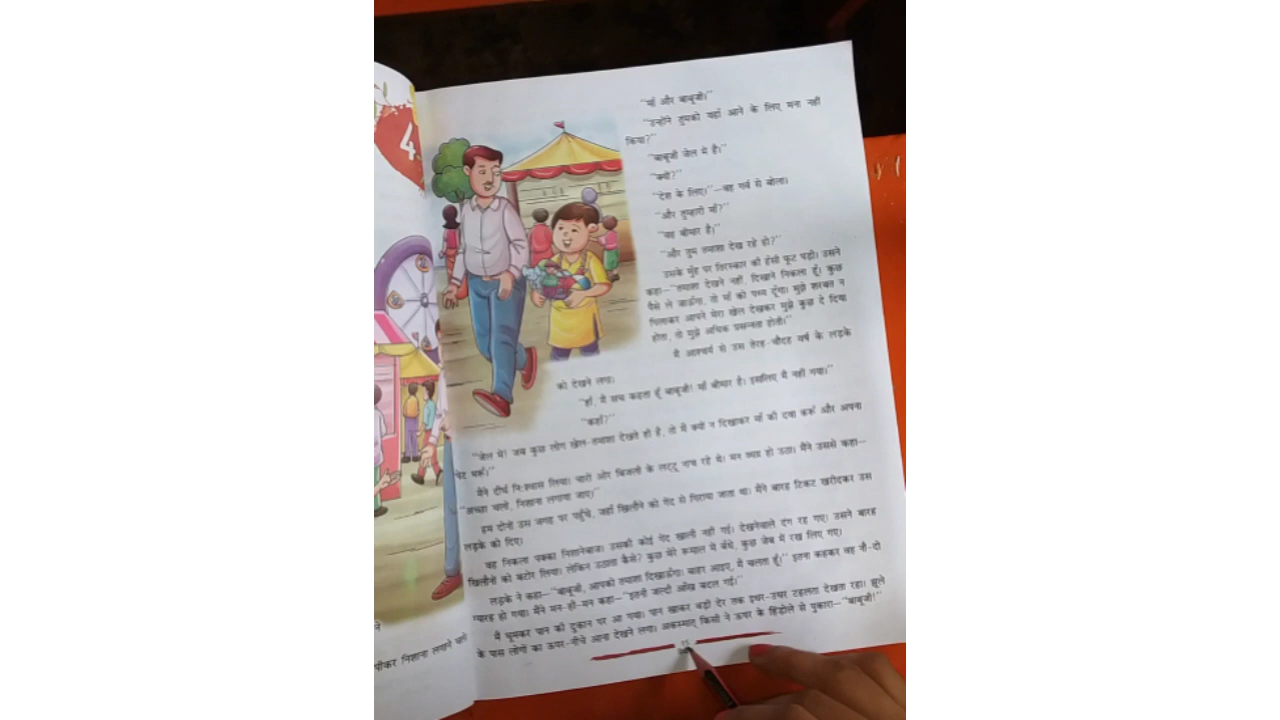 4
"माँ और बाबूजी।"
"उन्होंने तुमको यहाँ आने के लिए मना नहीं
किया?"
"बाबूजी जेल में हैं।"
"क्यों?"
"देश के लिए।"–वह गर्व से बोला।
"और तुम्हारी माँ?"
"वह बीमार है।"
"और तुम तमाशा देख रहे हो?"
उसके मुँह पर तिरस्कार की हँसी फूट पड़ी। उसने
कहा–"तमाशा देखने नहीं, दिखाने निकला हूँ। कुछ
पैसे ले जाऊँगा, तो माँ को पथ्य दूँगा। मुझे शरबत न
पिलाकर आपने मेरा खेल देखकर मुझे कुछ दे दिया
होता, तो मुझे अधिक प्रसन्नता होती।"
मैं आश्चर्य से उस तेरह-चौदह वर्ष के लड़के
को देखने लगा।
"हाँ, मैं सच कहता हूँ बाबूजी! माँ बीमार है। इसलिए मैं नहीं गया।"
"कहाँ?"
"जेल में! जब कुछ लोग खेल-तमाशा देखते ही हैं, तो मैं क्यों न दिखाकर माँ की दवा करूँ और अपना
पेट भरूँ।"
मैंने दीर्घ नि:श्वास लिया। चारों ओर बिजली के लट्टू नाच रहे थे। मन व्यग्र हो उठा। मैंने उससे कहा–
"अच्छा चलो, निशाना लगाया जाए।"
हम दोनों उस जगह पर पहुँचे, जहाँ खिलौने को गेंद से गिराया जाता था। मैंने बारह टिकट खरीदकर उस
लड़के को दिए।
वह निकला पक्का निशानेबाज। उसकी कोई गेंद खाली नहीं गई। देखनेवाले दंग रह गए। उसने बारह
खिलौनों को बटोर लिया। लेकिन उठाता कैसे? कुछ मेरे रूमाल में बँधे, कुछ जेब में रख लिए गए।
लड़के ने कहा–"बाबूजी, आपको तमाशा दिखाऊँगा। बाहर आइए, मैं चलता हूँ।" इतना कहकर वह नौ-दो
ग्यारह हो गया। मैंने मन-ही-मन कहा–"इतनी जल्दी आँख बदल गई।"
मैं घूमकर पान की दुकान पर आ गया। पान खाकर बड़ी देर तक इधर-उधर टहलता देखता रहा। झूले
के पास लोगों का ऊपर-नीचे आना देखने लगा। अकस्मात् किसी ने ऊपर के हिंडोले से पुकारा–"बाबूजी!"
पीकर निशाना लगाने चलें